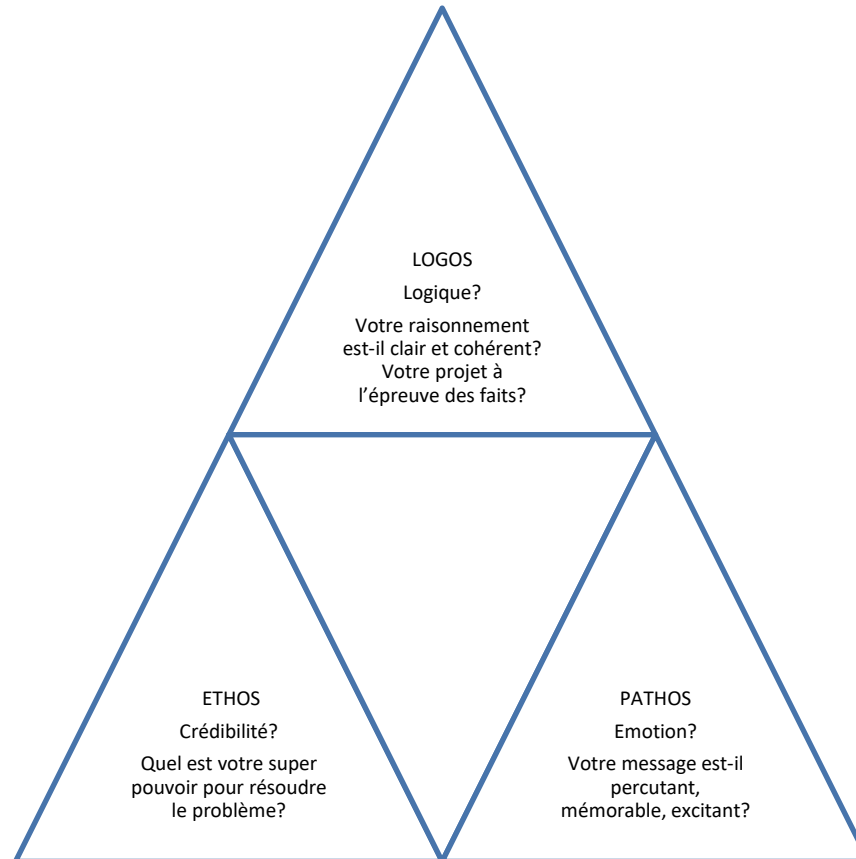 LOGOS
Logique?
Votre raisonnement
est-il clair et cohérent?
Votre projet à
l’épreuve des faits?
ETHOS
Crédibilité?
Quel est votre super
pouvoir pour résoudre
le problème?
PATHOS
Emotion?
Votre message est-il
percutant,
mémorable, excitant?